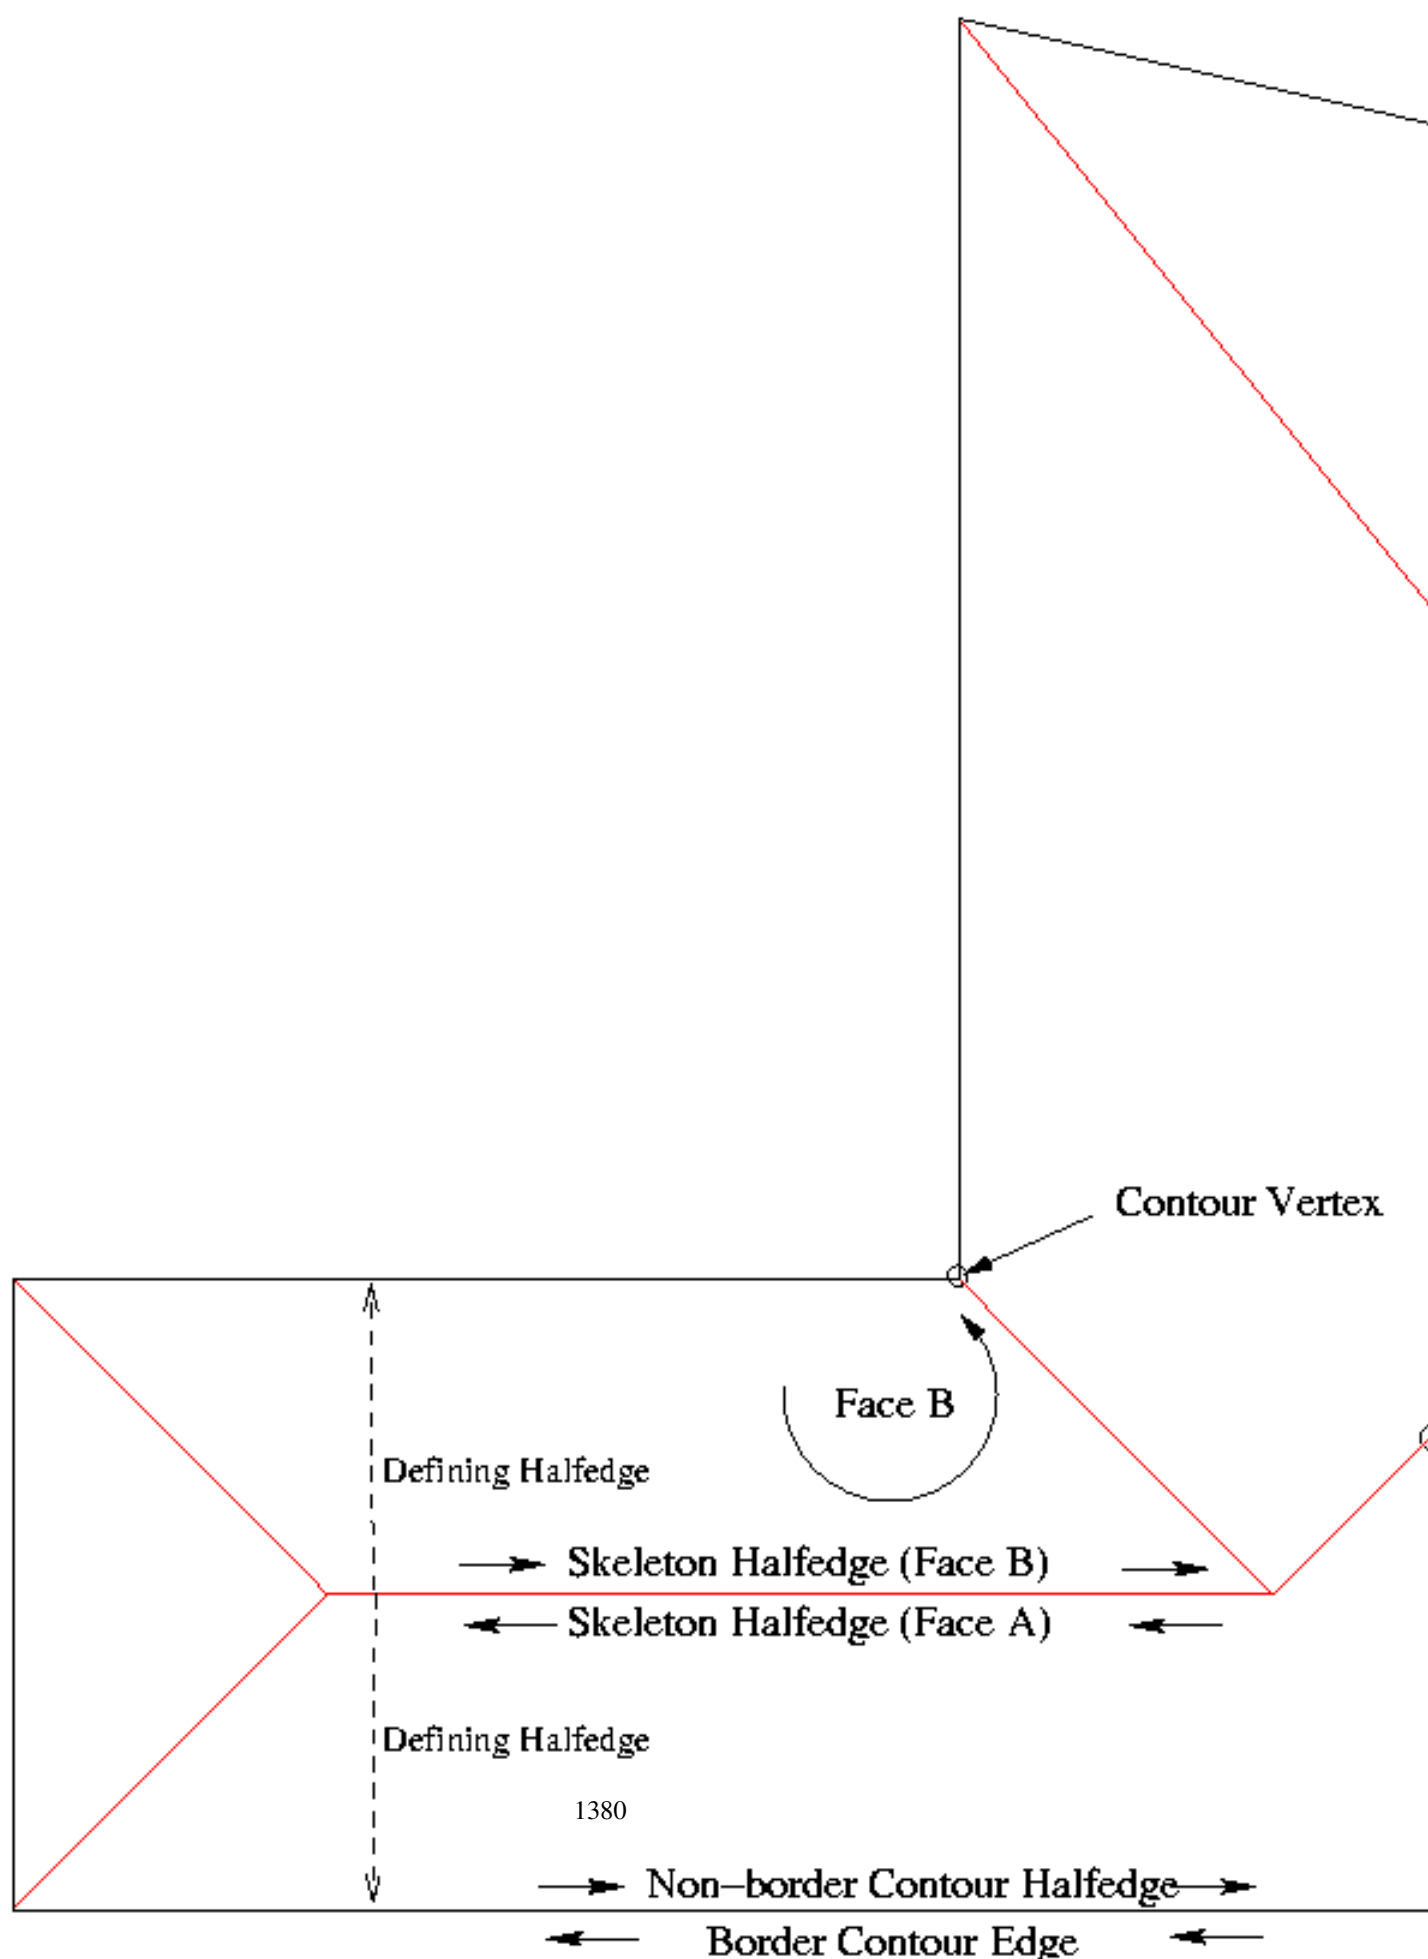 Contour Vertex
Face B
Defining Halfedge
Skeleton Halfedge (Face B)
Skeleton Halfedge (Face A)
Defining Halfedge
1380
Non−border Contour Halfedge
Border Contour Edge